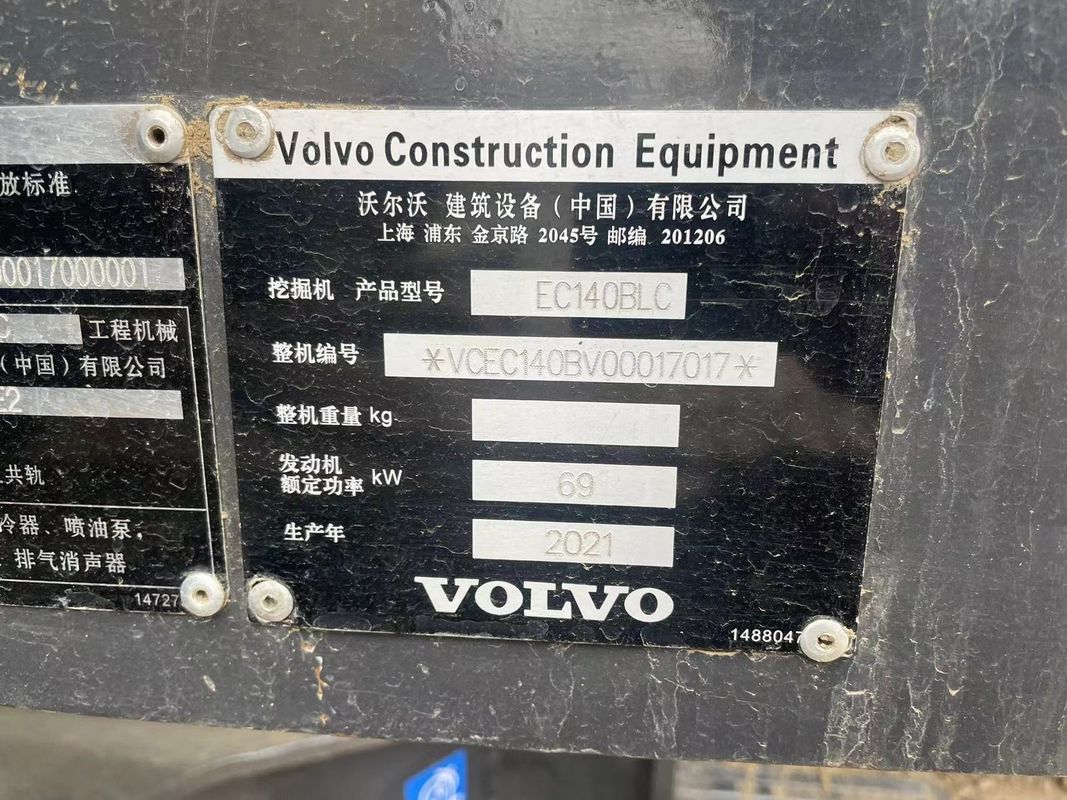 放标准
0017000001
工程机械
（中国）有限公司
共轨
冷器、喷油泵，
排气消声器
14727
Volvo Construction Equipment
沃尔沃 建筑设备（中国）有限公司
上海 浦东 金京路 2045号 邮编 201206
挖掘机 产品型号 EC140BLC
整机编号 *VCEC140BV00017017*
整机重量 kg
发动机
额定功率 kW 69
生产年 2021
VOLVO
1488047